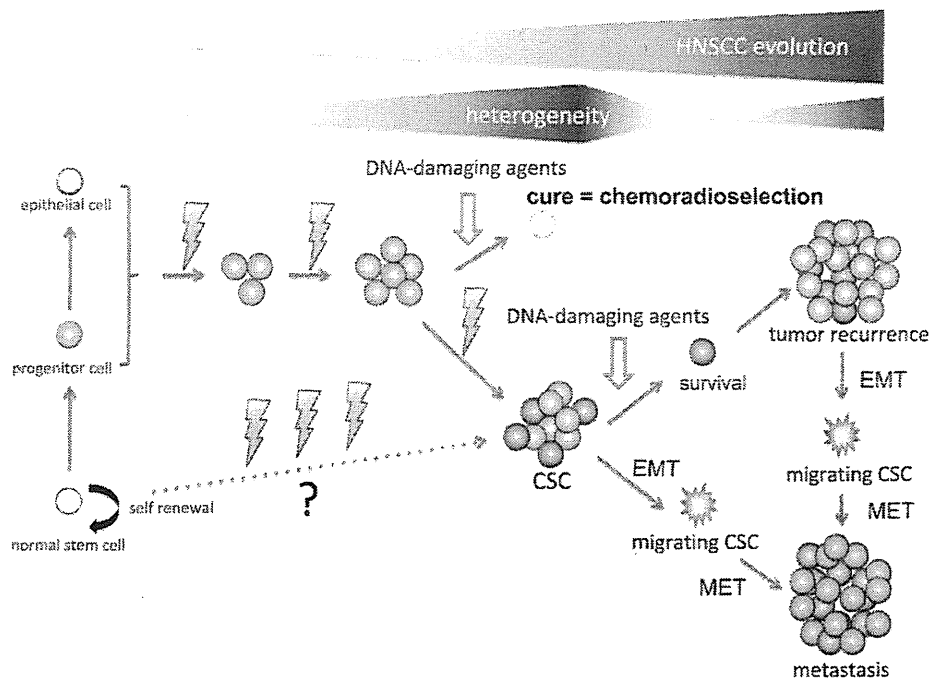 HNSCC evolution
heterogeneity
DNA-damaging agents
cure = chemoradioselection
epithelial cell
DNA-damaging agents
tumor recurrence
progenitor cell
survival
EMT
CSC
EMT
migrating CSC
self renewal
?
normal stem cell
migrating CSC
MET
MET
metastasis